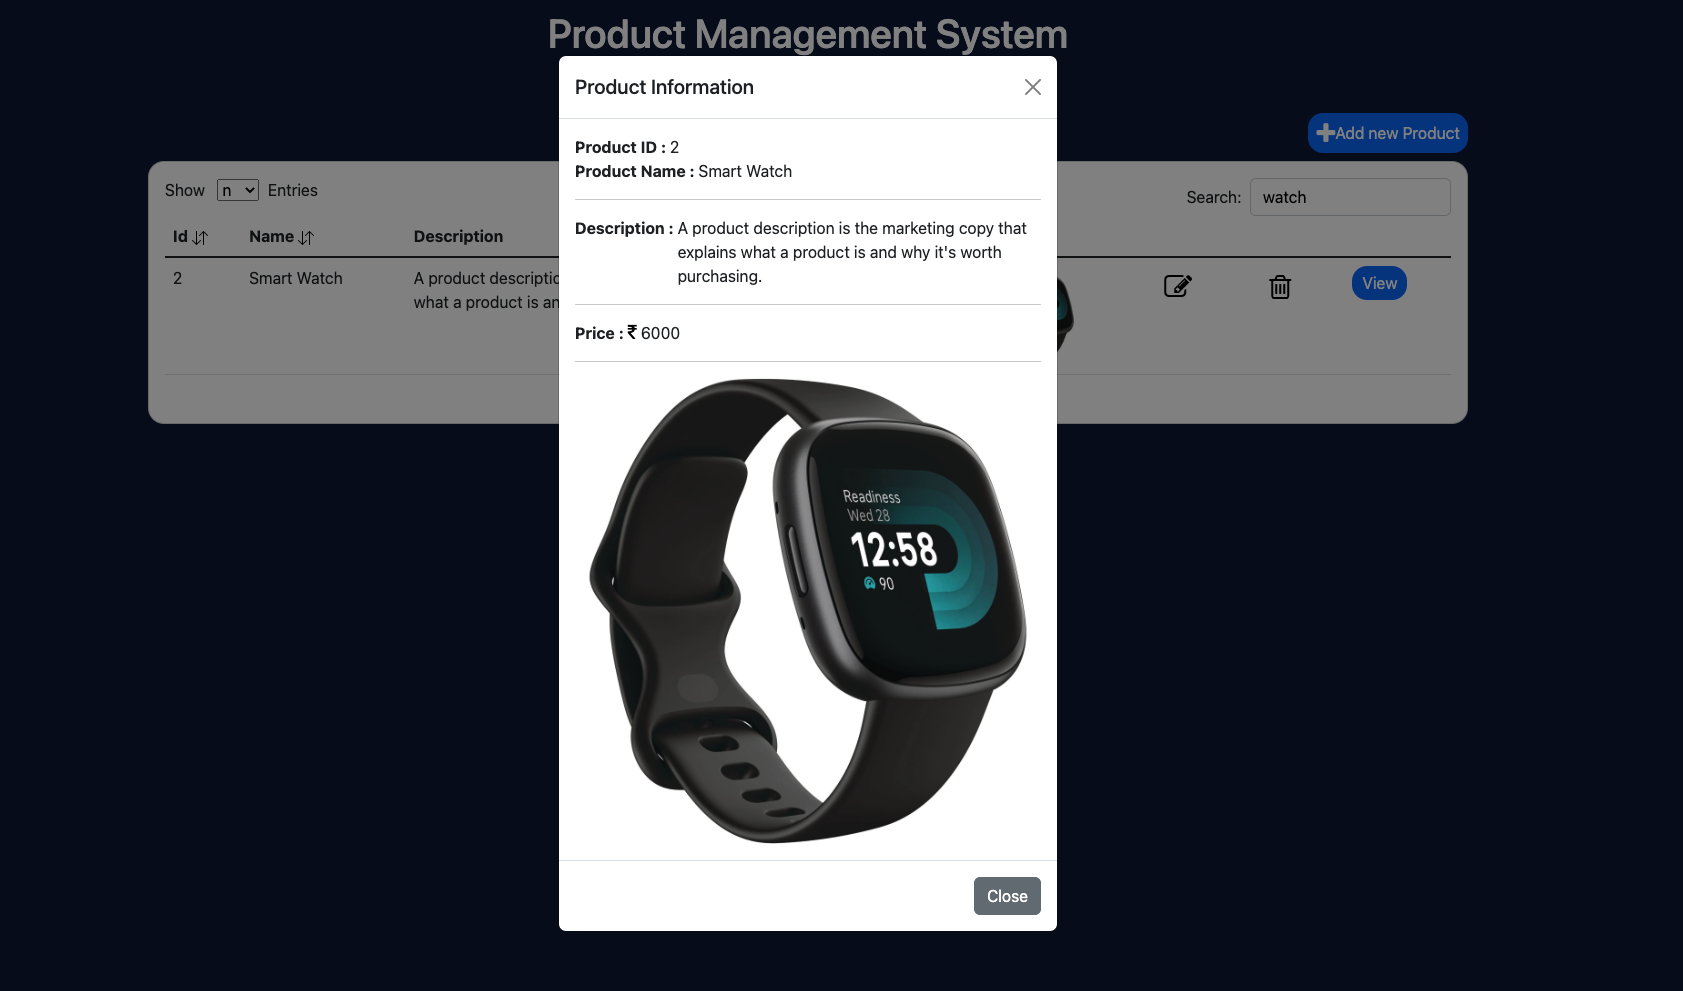 Product Management System
Product Information
Add new Product
Product ID : 2
Product Name : Smart Watch
Show n Entries
Search: watch
Id Name Description
2 Smart Watch A product descriptio
what a product is an
View
Description : A product description is the marketing copy that
explains what a product is and why it's worth
purchasing.
Price : ₹ 6000
Readiness
Wed 28
12:58
90
Close